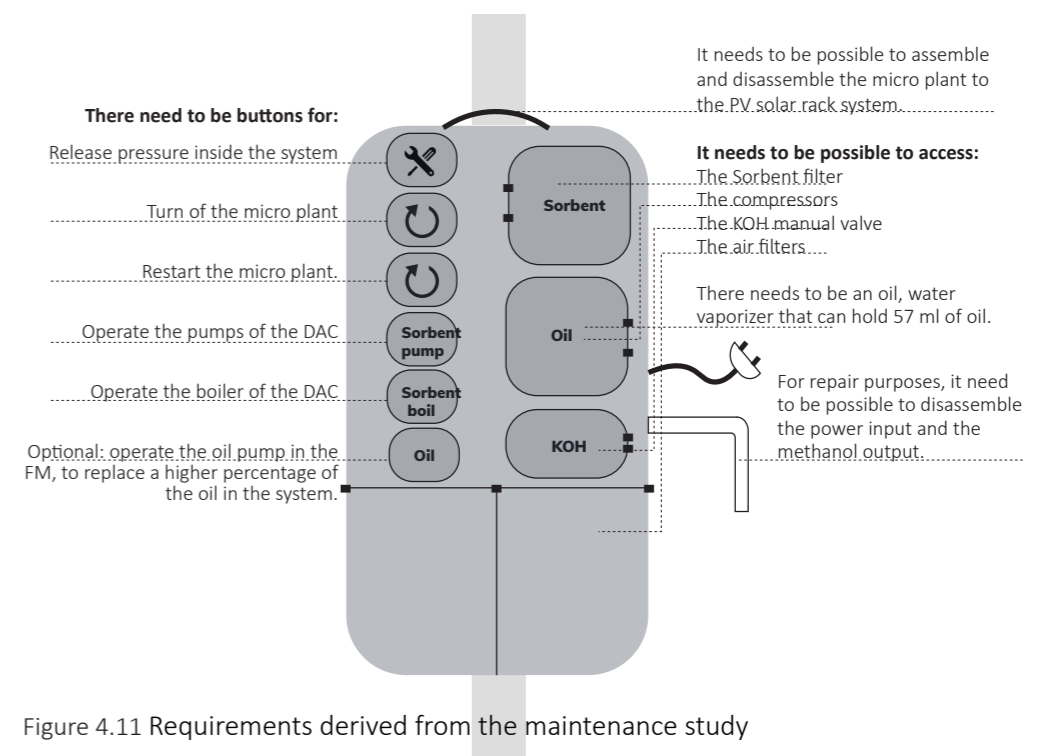 It needs to be possible to assemble
and disassemble the micro plant to
the PV solar rack system.
There need to be buttons for:
Release pressure inside the system
Turn of the micro plant
Restart the micro plant.
Operate the pumps of the DAC
Operate the boiler of the DAC
Optional: operate the oil pump in the
FM, to replace a higher percentage of
the oil in the system.
Sorbent
pump
Sorbent
boil
Oil
Sorbent
Oil
KOH
It needs to be possible to access:
The Sorbent filter
The compressors
The KOH manual valve
The air filters
There needs to be an oil, water
vaporizer that can hold 57 ml of oil.
For repair purposes, it need
to be possible to disassemble
the power input and the
methanol output.
Figure 4.11 Requirements derived from the maintenance study